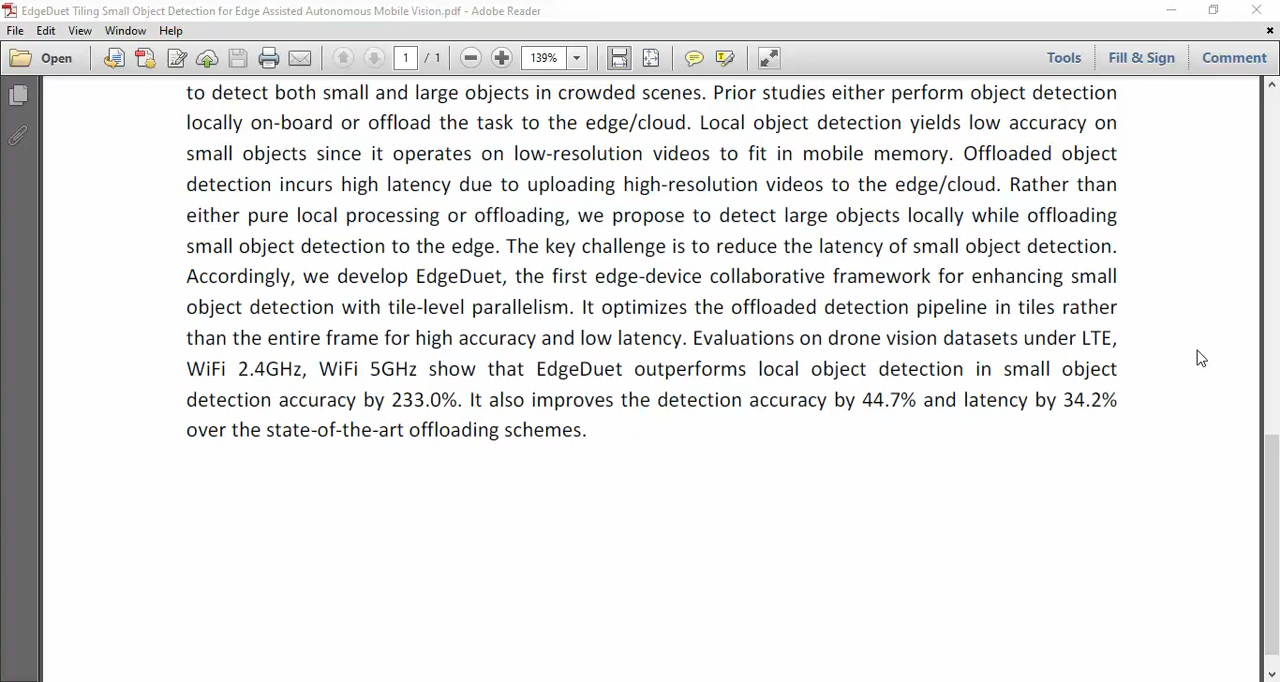 EdgeDuet Tiling Small Object Detection for Edge Assisted Autonomous Mobile Vision.pdf - Adobe Reader
File Edit View Window Help
Open 1 / 1 139% Tools Fill & Sign Comment
to detect both small and large objects in crowded scenes. Prior studies either perform object detection
locally on-board or offload the task to the edge/cloud. Local object detection yields low accuracy on
small objects since it operates on low-resolution videos to fit in mobile memory. Offloaded object
detection incurs high latency due to uploading high-resolution videos to the edge/cloud. Rather than
either pure local processing or offloading, we propose to detect large objects locally while offloading
small object detection to the edge. The key challenge is to reduce the latency of small object detection.
Accordingly, we develop EdgeDuet, the first edge-device collaborative framework for enhancing small
object detection with tile-level parallelism. It optimizes the offloaded detection pipeline in tiles rather
than the entire frame for high accuracy and low latency. Evaluations on drone vision datasets under LTE,
WiFi 2.4GHz, WiFi 5GHz show that EdgeDuet outperforms local object detection in small object
detection accuracy by 233.0%. It also improves the detection accuracy by 44.7% and latency by 34.2%
over the state-of-the-art offloading schemes.